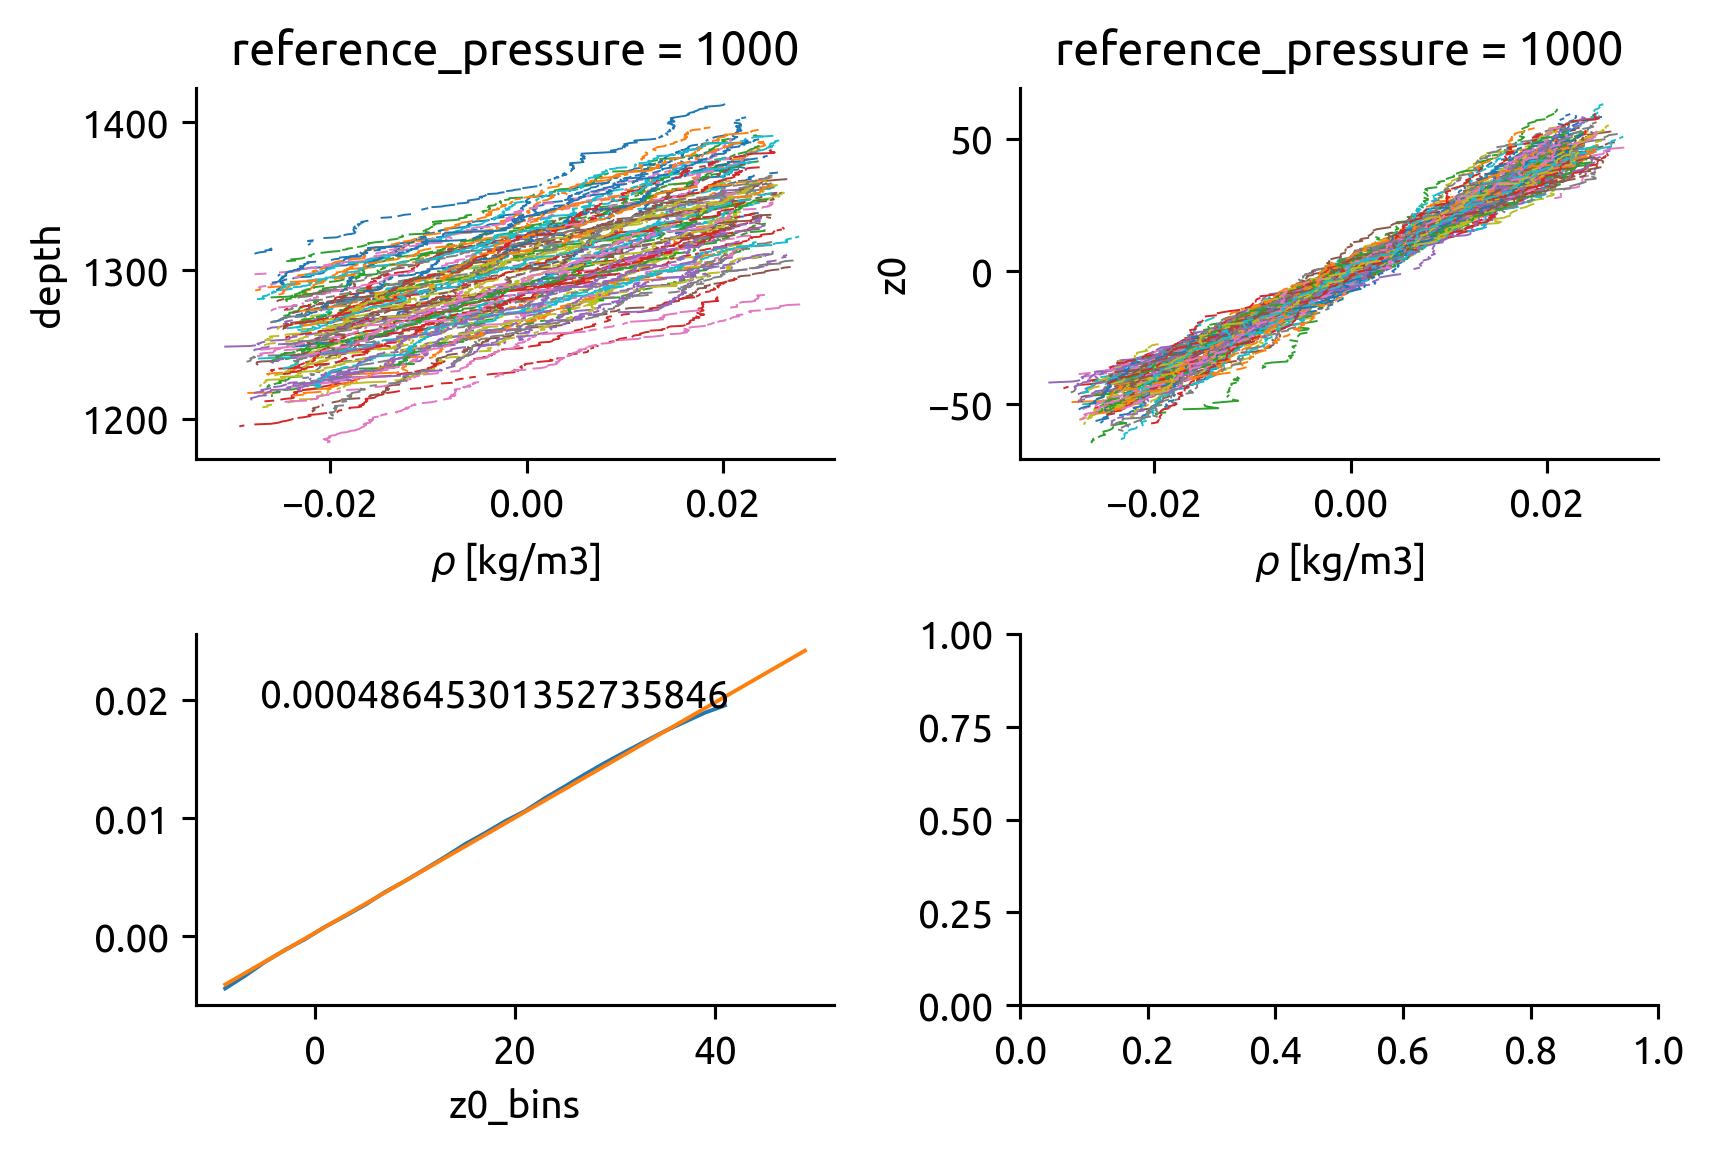 reference_pressure = 1000
1400
1300
1200
depth
−0.02 0.00 0.02
ρ [kg/m3]
reference_pressure = 1000
50
0
−50
z0
−0.02 0.00 0.02
ρ [kg/m3]
0.00048645301352735846
0.02
0.01
0.00
0 20 40
z0_bins
1.00
0.75
0.50
0.25
0.00
0.0 0.2 0.4 0.6 0.8 1.0